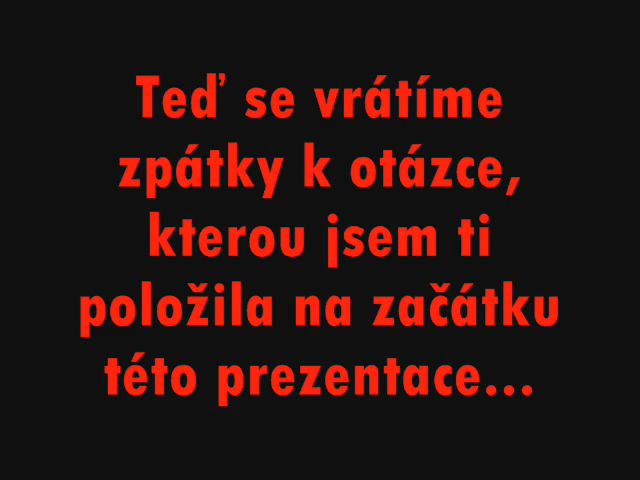 Teď se vrátíme
zpátky k otázce,
kterou jsem ti
položila na začátku
této prezentace...